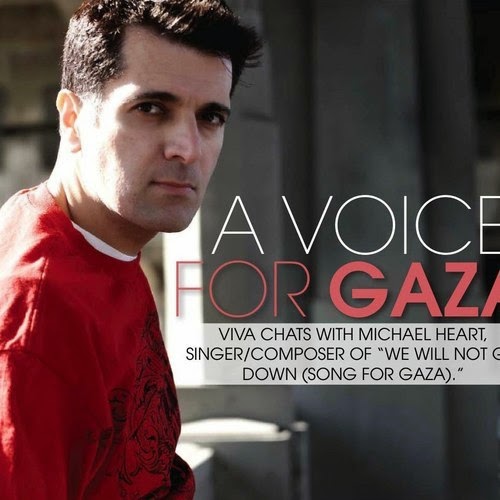 A VOICE
FOR GAZA
VIVA CHATS WITH MICHAEL HEART,
SINGER/COMPOSER OF “WE WILL NOT G
DOWN (SONG FOR GAZA).”